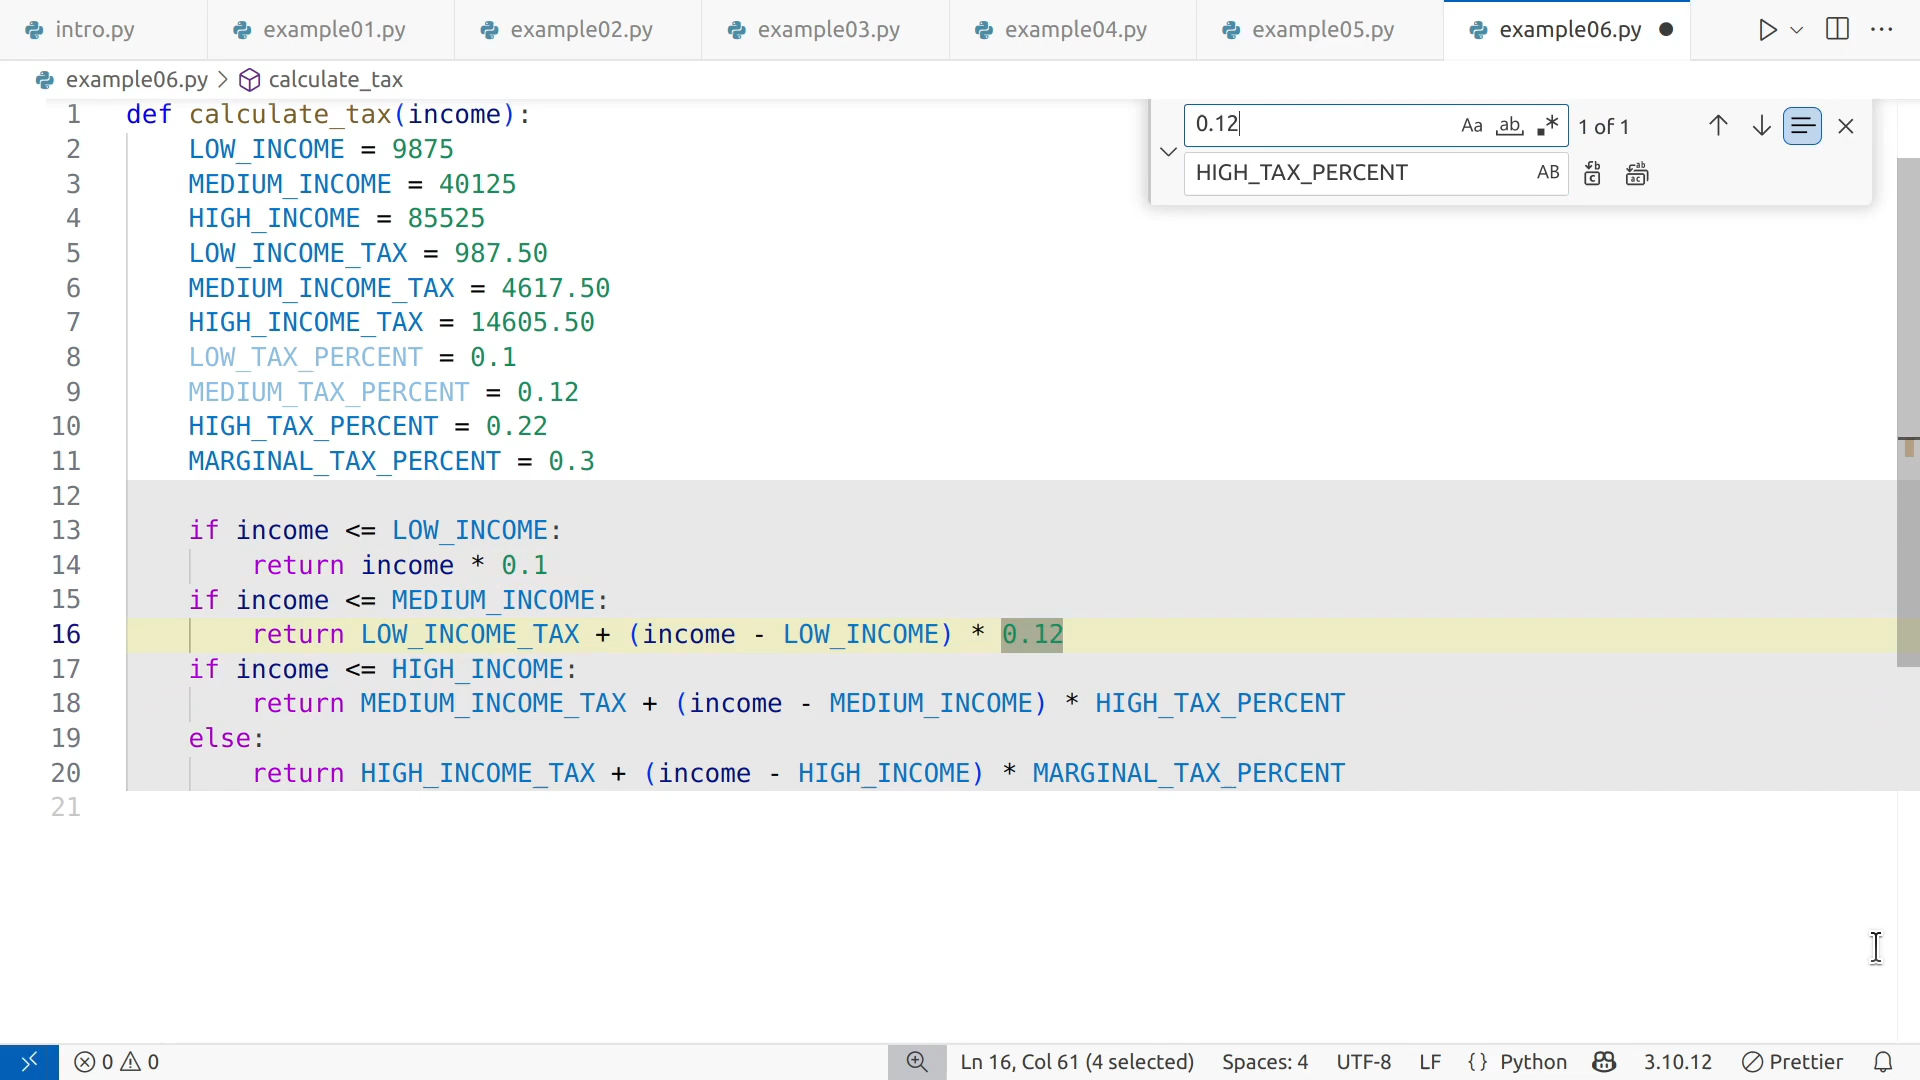 intro.py example01.py example02.py example03.py example04.py example05.py example06.py
example06.py > calculate_tax
0.12 Aa ab .* 1 of 1
HIGH_TAX_PERCENT AB
1 def calculate_tax(income):
2 LOW_INCOME = 9875
3 MEDIUM_INCOME = 40125
4 HIGH_INCOME = 85525
5 LOW_INCOME_TAX = 987.50
6 MEDIUM_INCOME_TAX = 4617.50
7 HIGH_INCOME_TAX = 14605.50
8 LOW_TAX_PERCENT = 0.1
9 MEDIUM_TAX_PERCENT = 0.12
10 HIGH_TAX_PERCENT = 0.22
11 MARGINAL_TAX_PERCENT = 0.3
12
13 if income <= LOW_INCOME:
14 return income * 0.1
15 if income <= MEDIUM_INCOME:
16 return LOW_INCOME_TAX + (income - LOW_INCOME) * 0.12
17 if income <= HIGH_INCOME:
18 return MEDIUM_INCOME_TAX + (income - MEDIUM_INCOME) * HIGH_TAX_PERCENT
19 else:
20 return HIGH_INCOME_TAX + (income - HIGH_INCOME) * MARGINAL_TAX_PERCENT
21
0 0 Ln 16, Col 61 (4 selected) Spaces: 4 UTF-8 LF {} Python 3.10.12 Prettier